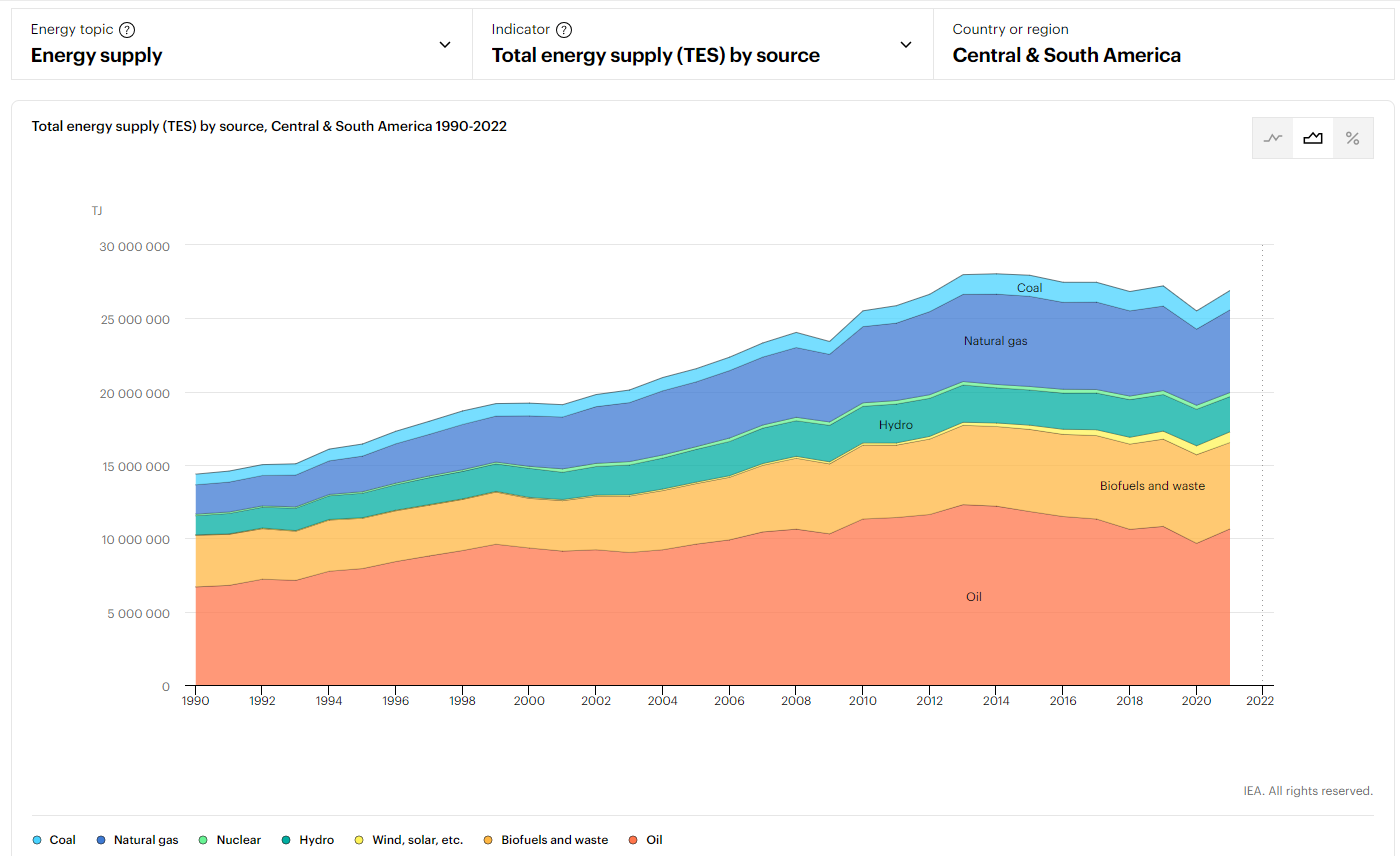 Energy topic ?
Energy supply
Indicator ?
Total energy supply (TES) by source
Country or region
Central & South America
Total energy supply (TES) by source, Central & South America 1990-2022
%
TJ
30 000 000
25 000 000
20 000 000
15 000 000
10 000 000
5 000 000
0
Coal
Natural gas
Hydro
Biofuels and waste
Oil
1990 1992 1994 1996 1998 2000 2002 2004 2006 2008 2010 2012 2014 2016 2018 2020 2022
IEA. All rights reserved.
Coal Natural gas Nuclear Hydro Wind, solar, etc. Biofuels and waste Oil